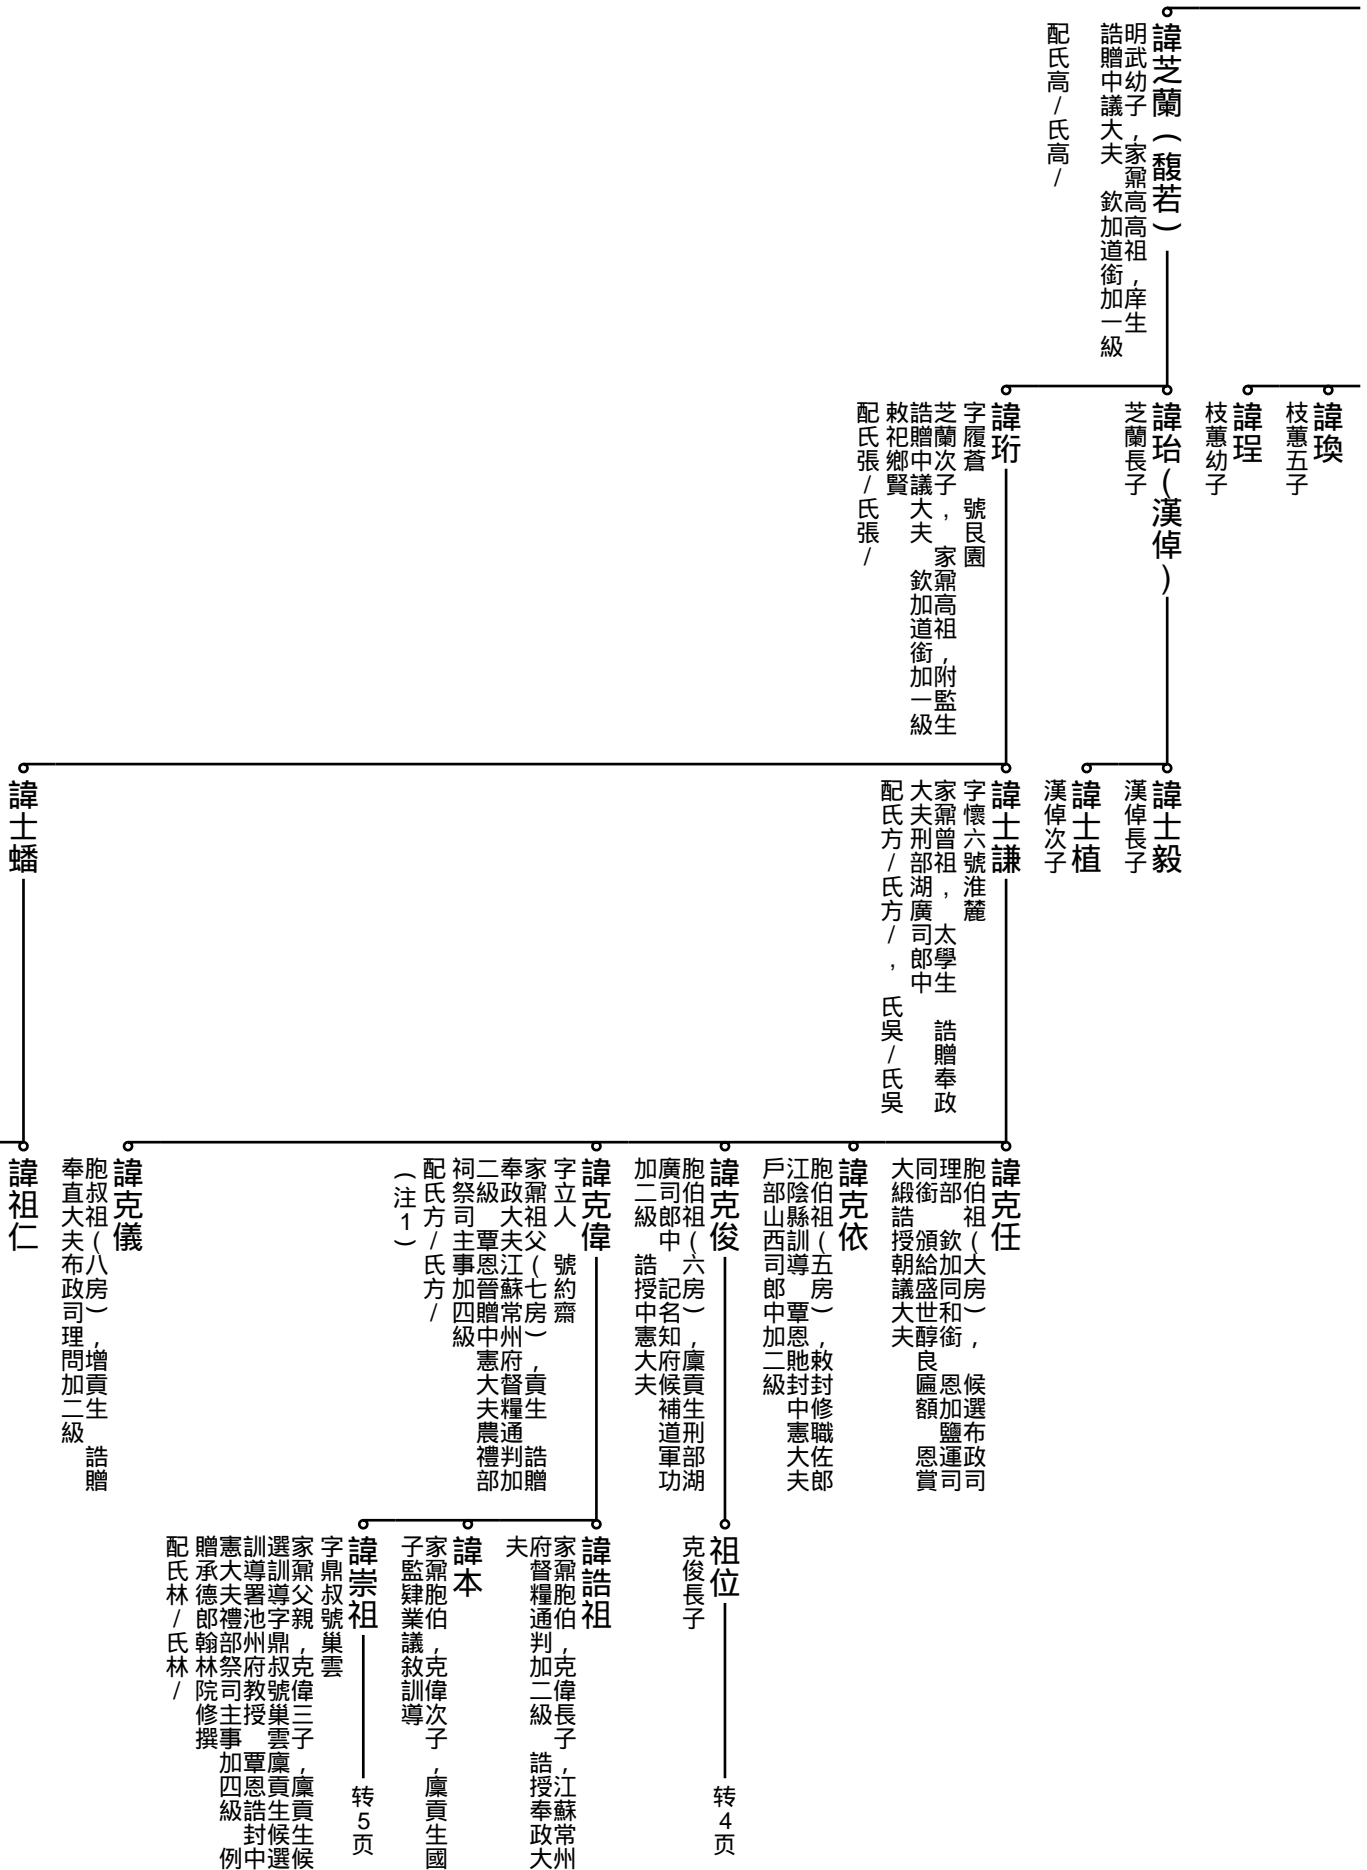 諱芝蘭（馥若）
明武幼子，家鼐高高祖，庠生
誥贈中議大夫　欽加道銜加一級
配氏高/氏高/
諱瑍
枝蕙五子
諱珵
枝蕙幼子
諱珆（漢倬）
芝蘭長子
諱珩
字履蒼　號艮園
芝蘭次子，家鼐高祖，附監生
誥贈中議大夫　欽加道銜加一級
敕祀鄉賢
配氏張/氏張/
諱士毅
漢倬長子
諱士植
漢倬次子
諱士謙
字懷六號淮麓
家鼐曾祖，太學生　誥贈奉政
大夫刑部湖廣司郎中
配氏方/氏方/，氏吳/氏吳
諱士蟠
諱克任
胞伯祖（大房），候選布政司
理部　欽加同和銜　恩加鹽運司
同銜　頒給盛世醇良匾額　恩賞
大緞誥授朝議大夫
諱克依
胞伯祖（五房），敕封修職佐郎
江陰縣訓導　覃恩貤封中憲大夫
戶部山西司郎中加二級
諱克俊
胞伯祖（六房），廩貢生刑部湖
廣司郎中　記名知府候補道軍功
加二級　誥授中憲大夫
諱克偉
字立人　號約齋
家鼐祖父（七房），貢生　誥贈
奉政大夫江蘇常州府督糧通判加
二級　覃恩晉贈中憲大夫農禮部
祠祭司主事加四級
配氏方/氏方/
（注1）
諱克儀
胞叔祖（八房），增貢生　誥贈
奉直大夫布政司理問加二級
諱祖仁
祖位
克俊長子
转4页
諱誥祖
家鼐胞伯，克偉長子，江蘇常州
府督糧通判加二級　誥授奉政大
夫
諱本
家鼐胞伯，克偉次子，廩貢生國
子監肄業議敘訓導
諱崇祖
字鼎叔號巢雲
家鼐父親，克偉三子，廩貢生候
選訓導字鼎叔號巢雲廩貢生候選
訓導署池州府教授　覃恩誥封中
憲大夫禮部祭司主事加四級　例
贈承德郎翰林院修撰
配氏林/氏林/
转5页